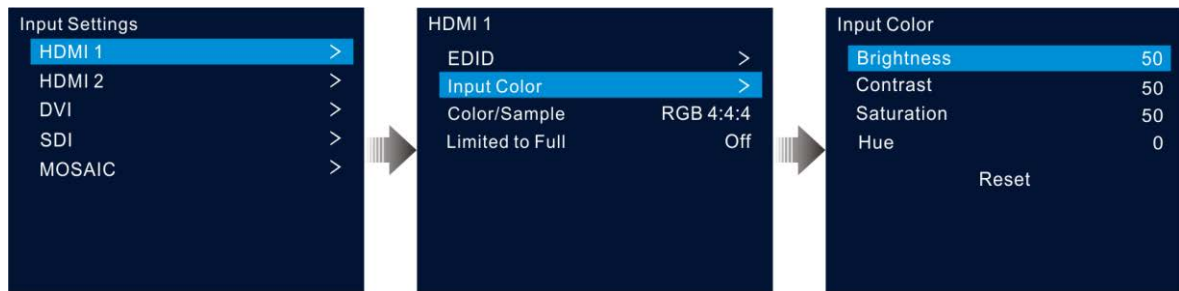 Input Settings
HDMI 1 >
HDMI 2 >
DVI >
SDI >
MOSAIC >
HDMI 1
EDID >
Input Color >
Color/Sample RGB 4:4:4
Limited to Full Off
Input Color
Brightness 50
Contrast 50
Saturation 50
Hue 0
Reset